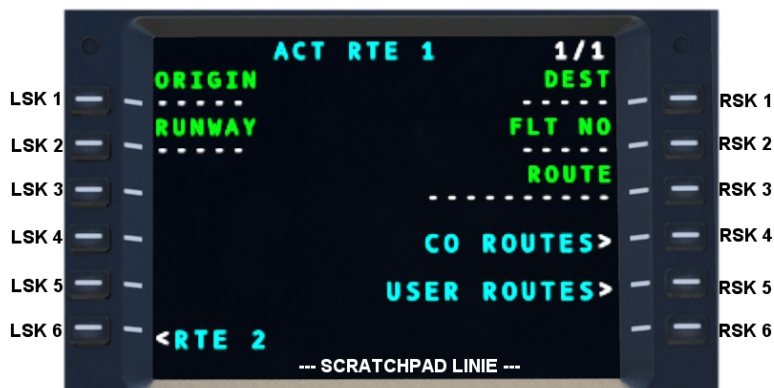 ACT RTE 1 1/1
ORIGIN DEST
LSK 1 ----- ----- RSK 1
RUNWAY FLT NO
LSK 2 ----- ----- RSK 2
ROUTE
LSK 3 ---------- RSK 3
LSK 4 CO ROUTES> RSK 4
LSK 5 USER ROUTES> RSK 5
LSK 6 <RTE 2 RSK 6
--- SCRATCHPAD LINIE ---